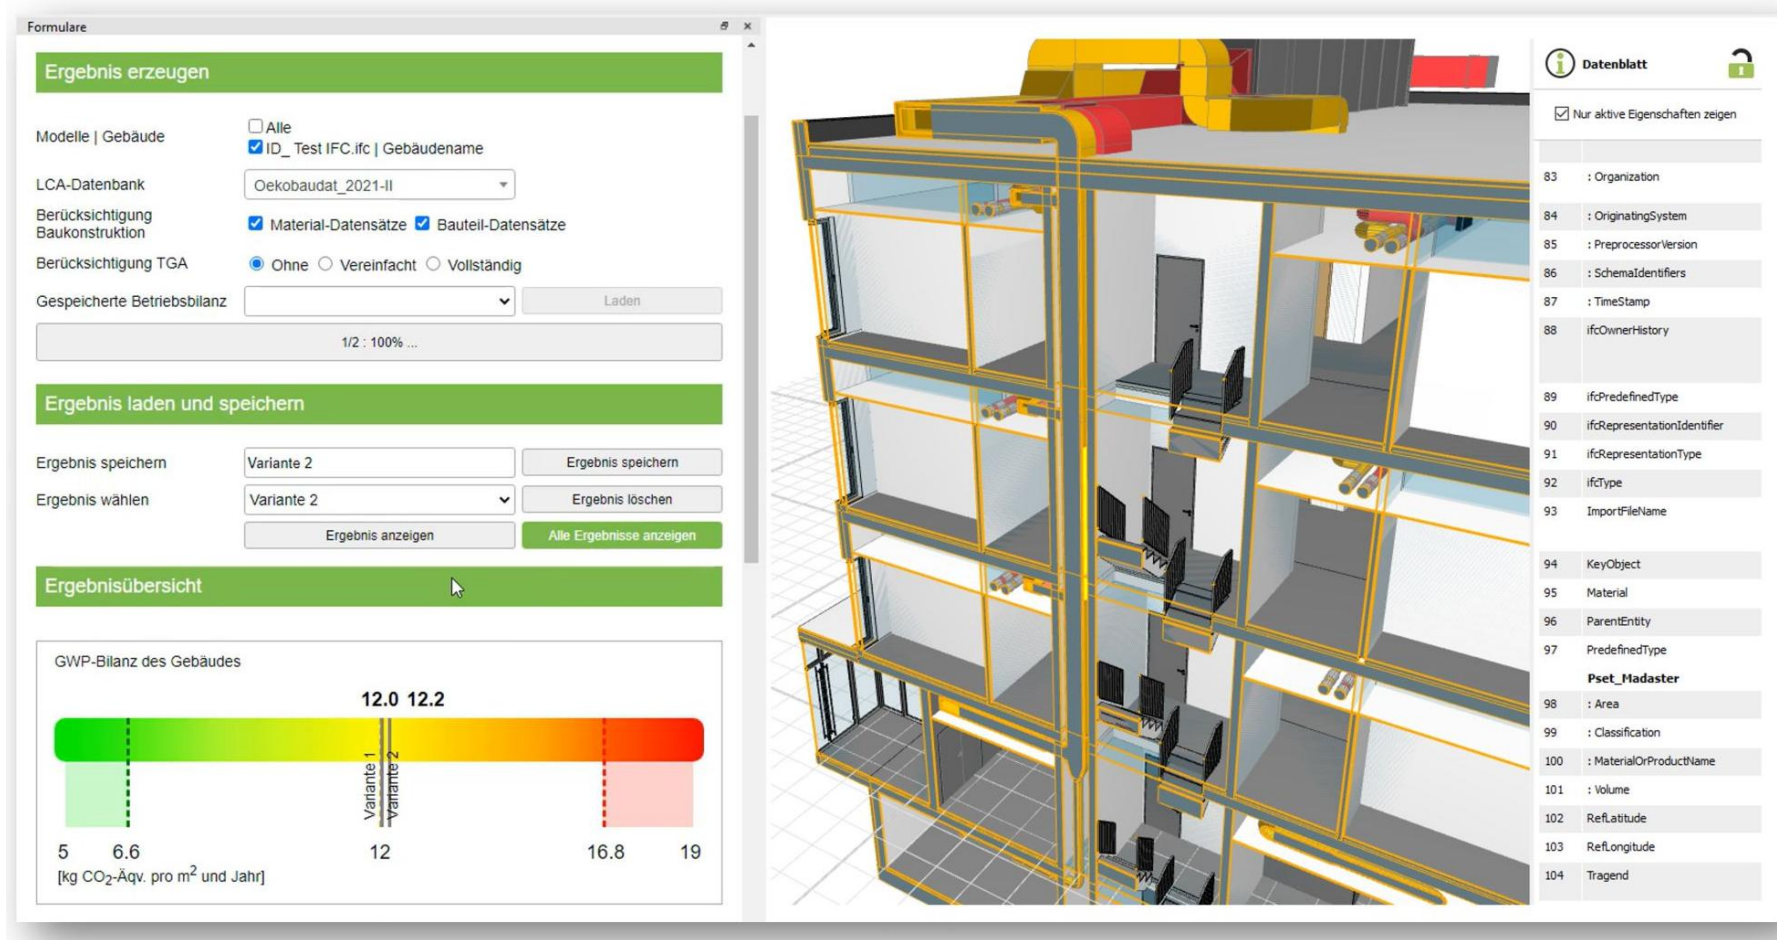 Formulare
Ergebnis erzeugen
Modelle | Gebäude
Alle
ID_ Test IFC.ifc | Gebäudename
LCA-Datenbank
Oekobaudat_2021-II
Berücksichtigung
Baukonstruktion
Material-Datensätze Bauteil-Datensätze
Berücksichtigung TGA
Ohne Vereinfacht Vollständig
Gespeicherte Betriebsbilanz
Laden
1/2 : 100% ...
Ergebnis laden und speichern
Ergebnis speichern
Variante 2
Ergebnis speichern
Ergebnis wählen
Variante 2
Ergebnis löschen
Ergebnis anzeigen
Alle Ergebnisse anzeigen
Ergebnisübersicht
GWP-Bilanz des Gebäudes
12.0 12.2
Variante 1
Variante 2
5 6.6 12 16.8 19
[kg CO2-Äqv. pro m2 und Jahr]
Datenblatt
Nur aktive Eigenschaften zeigen
83 : Organization
84 : OriginatingSystem
85 : PreprocessorVersion
86 : SchemaIdentifiers
87 : TimeStamp
88 ifcOwnerHistory
89 ifcPredefinedType
90 ifcRepresentationIdentifier
91 ifcRepresentationType
92 ifcType
93 ImportFileName
94 KeyObject
95 Material
96 ParentEntity
97 PredefinedType
Pset_Madaster
98 : Area
99 : Classification
100 : MaterialOrProductName
101 : Volume
102 RefLatitude
103 RefLongitude
104 Tragend